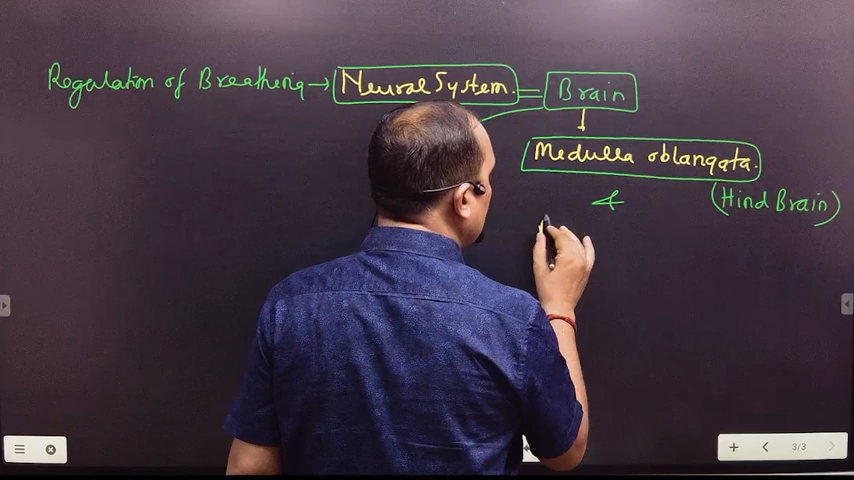 Regulation of Breathing → Neural System. = Brain
Medulla oblangata.
& (Hind Brain)
3/3